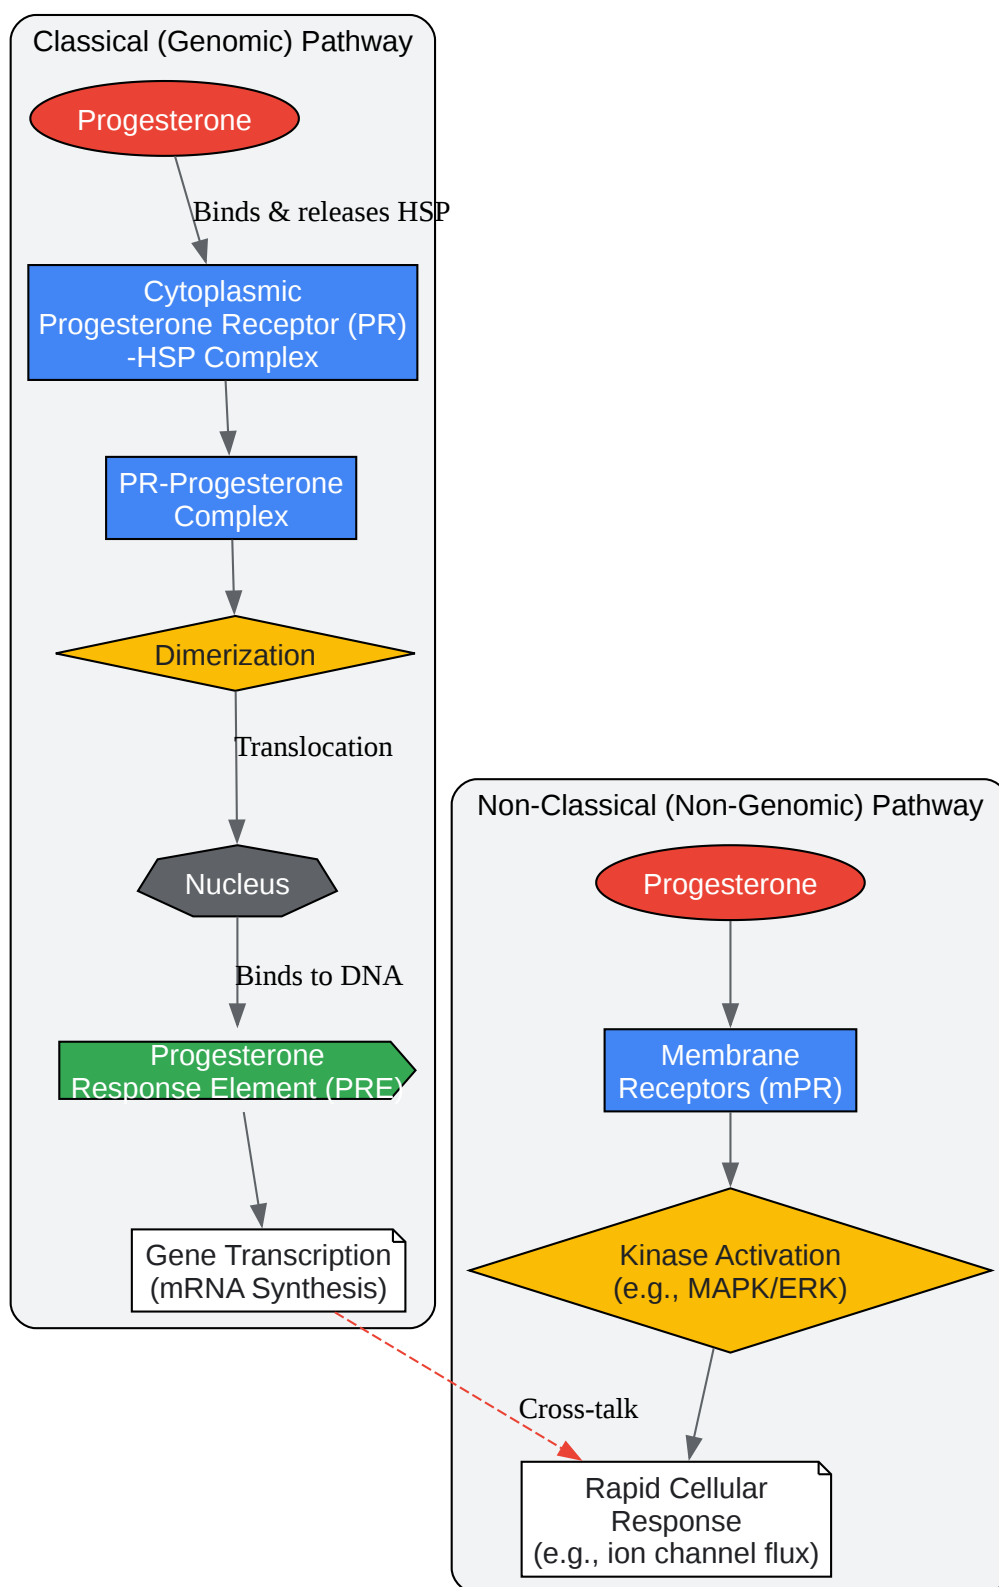 Classical (Genomic) Pathway
Progesterone
Binds & releases HSP
Cytoplasmic
Progesterone Receptor (PR)
-HSP Complex
PR-Progesterone
Complex
Dimerization
Translocation
Nucleus
Binds to DNA
Progesterone
Response Element (PRE)
Gene Transcription
(mRNA Synthesis)
Non-Classical (Non-Genomic) Pathway
Progesterone
Membrane
Receptors (mPR)
Kinase Activation
(e.g., MAPK/ERK)
Cross-talk
Rapid Cellular
Response
(e.g., ion channel flux)